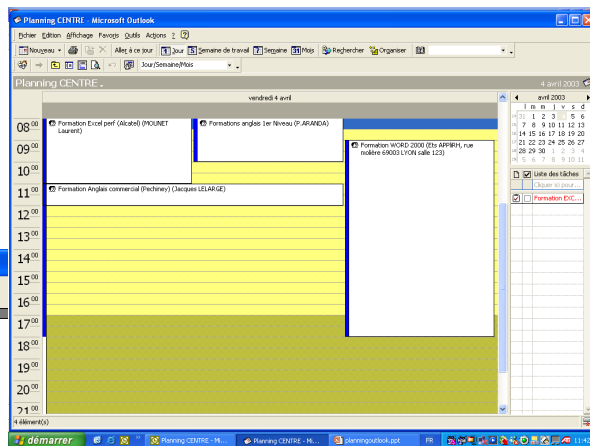 Planning CENTRE - Microsoft Outlook
Fichier Edition Affichage Favoris Outils Actions ?
Nouveau Aller à ce jour 1 Jour 5 Semaine de travail 7 Semaine 31 Mois Rechercher Organiser
Jour/Semaine/Mois
Planning CENTRE 4 avril 2003
vendredi 4 avril
08 00 Formation Excel perf (Alcatel) (MOUNET
Laurent)
Formations anglais 1er Niveau (P.ARANDA)
09 00
Formation WORD 2000 (Ets APPliRH, rue
molière 69003 LYON salle 123)
10 00
11 00 Formation Anglais commercial (Pechiney) (Jacques LELARGE)
12 00
13 00
14 00
15 00
16 00
17 00
18 00
19 00
20 00
21 00
avril 2003
l m m j v s d
31 1 2 3 4 5 6
7 8 9 10 11 12 13
14 15 16 17 18 19 20
21 22 23 24 25 26 27
28 29 30 1 2 3 4
5 6 7 8 9 10 11
Liste des tâches
Cliquer si pour...
Formation EXC...
4 élément(s)
démarrer Planning CENTRE - Mi... Planning CENTRE - Mi... planningoutlook.ppt FR 11:42